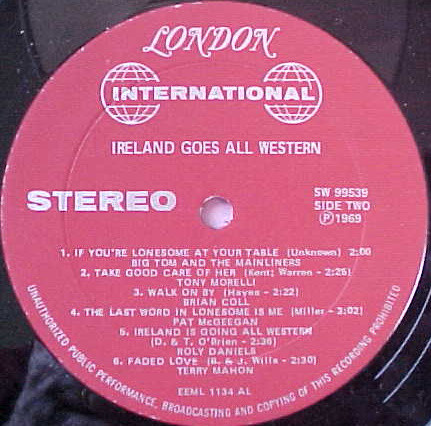 LONDON
INTERNATIONAL
IRELAND GOES ALL WESTERN
STEREO
SW 99539
SIDE TWO
Ⓟ1969
1. IF YOU'RE LONESOME AT YOUR TABLE (Unknown) 2:00
BIG TOM AND THE MAINLINERS
2. TAKE GOOD CARE OF HER (Kent; Warren - 2:25)
TONY MORELLI
3. WALK ON BY (Hayes - 2:22)
BRIAN COLL
4. THE LAST WORD IN LONESOME IS ME (Miller - 3:02)
PAT McGEEGAN
5. IRELAND IS GOING ALL WESTERN
(D. & T. O'Brien - 2:36)
ROLY DANIELS
6. FADED LOVE (B. & J. Wills - 2:30)
TERRY MAHON
EEML 1134 AL
UNAUTHORIZED PUBLIC PERFORMANCE, BROADCASTING AND COPYING OF THIS RECORDING PROHIBITED